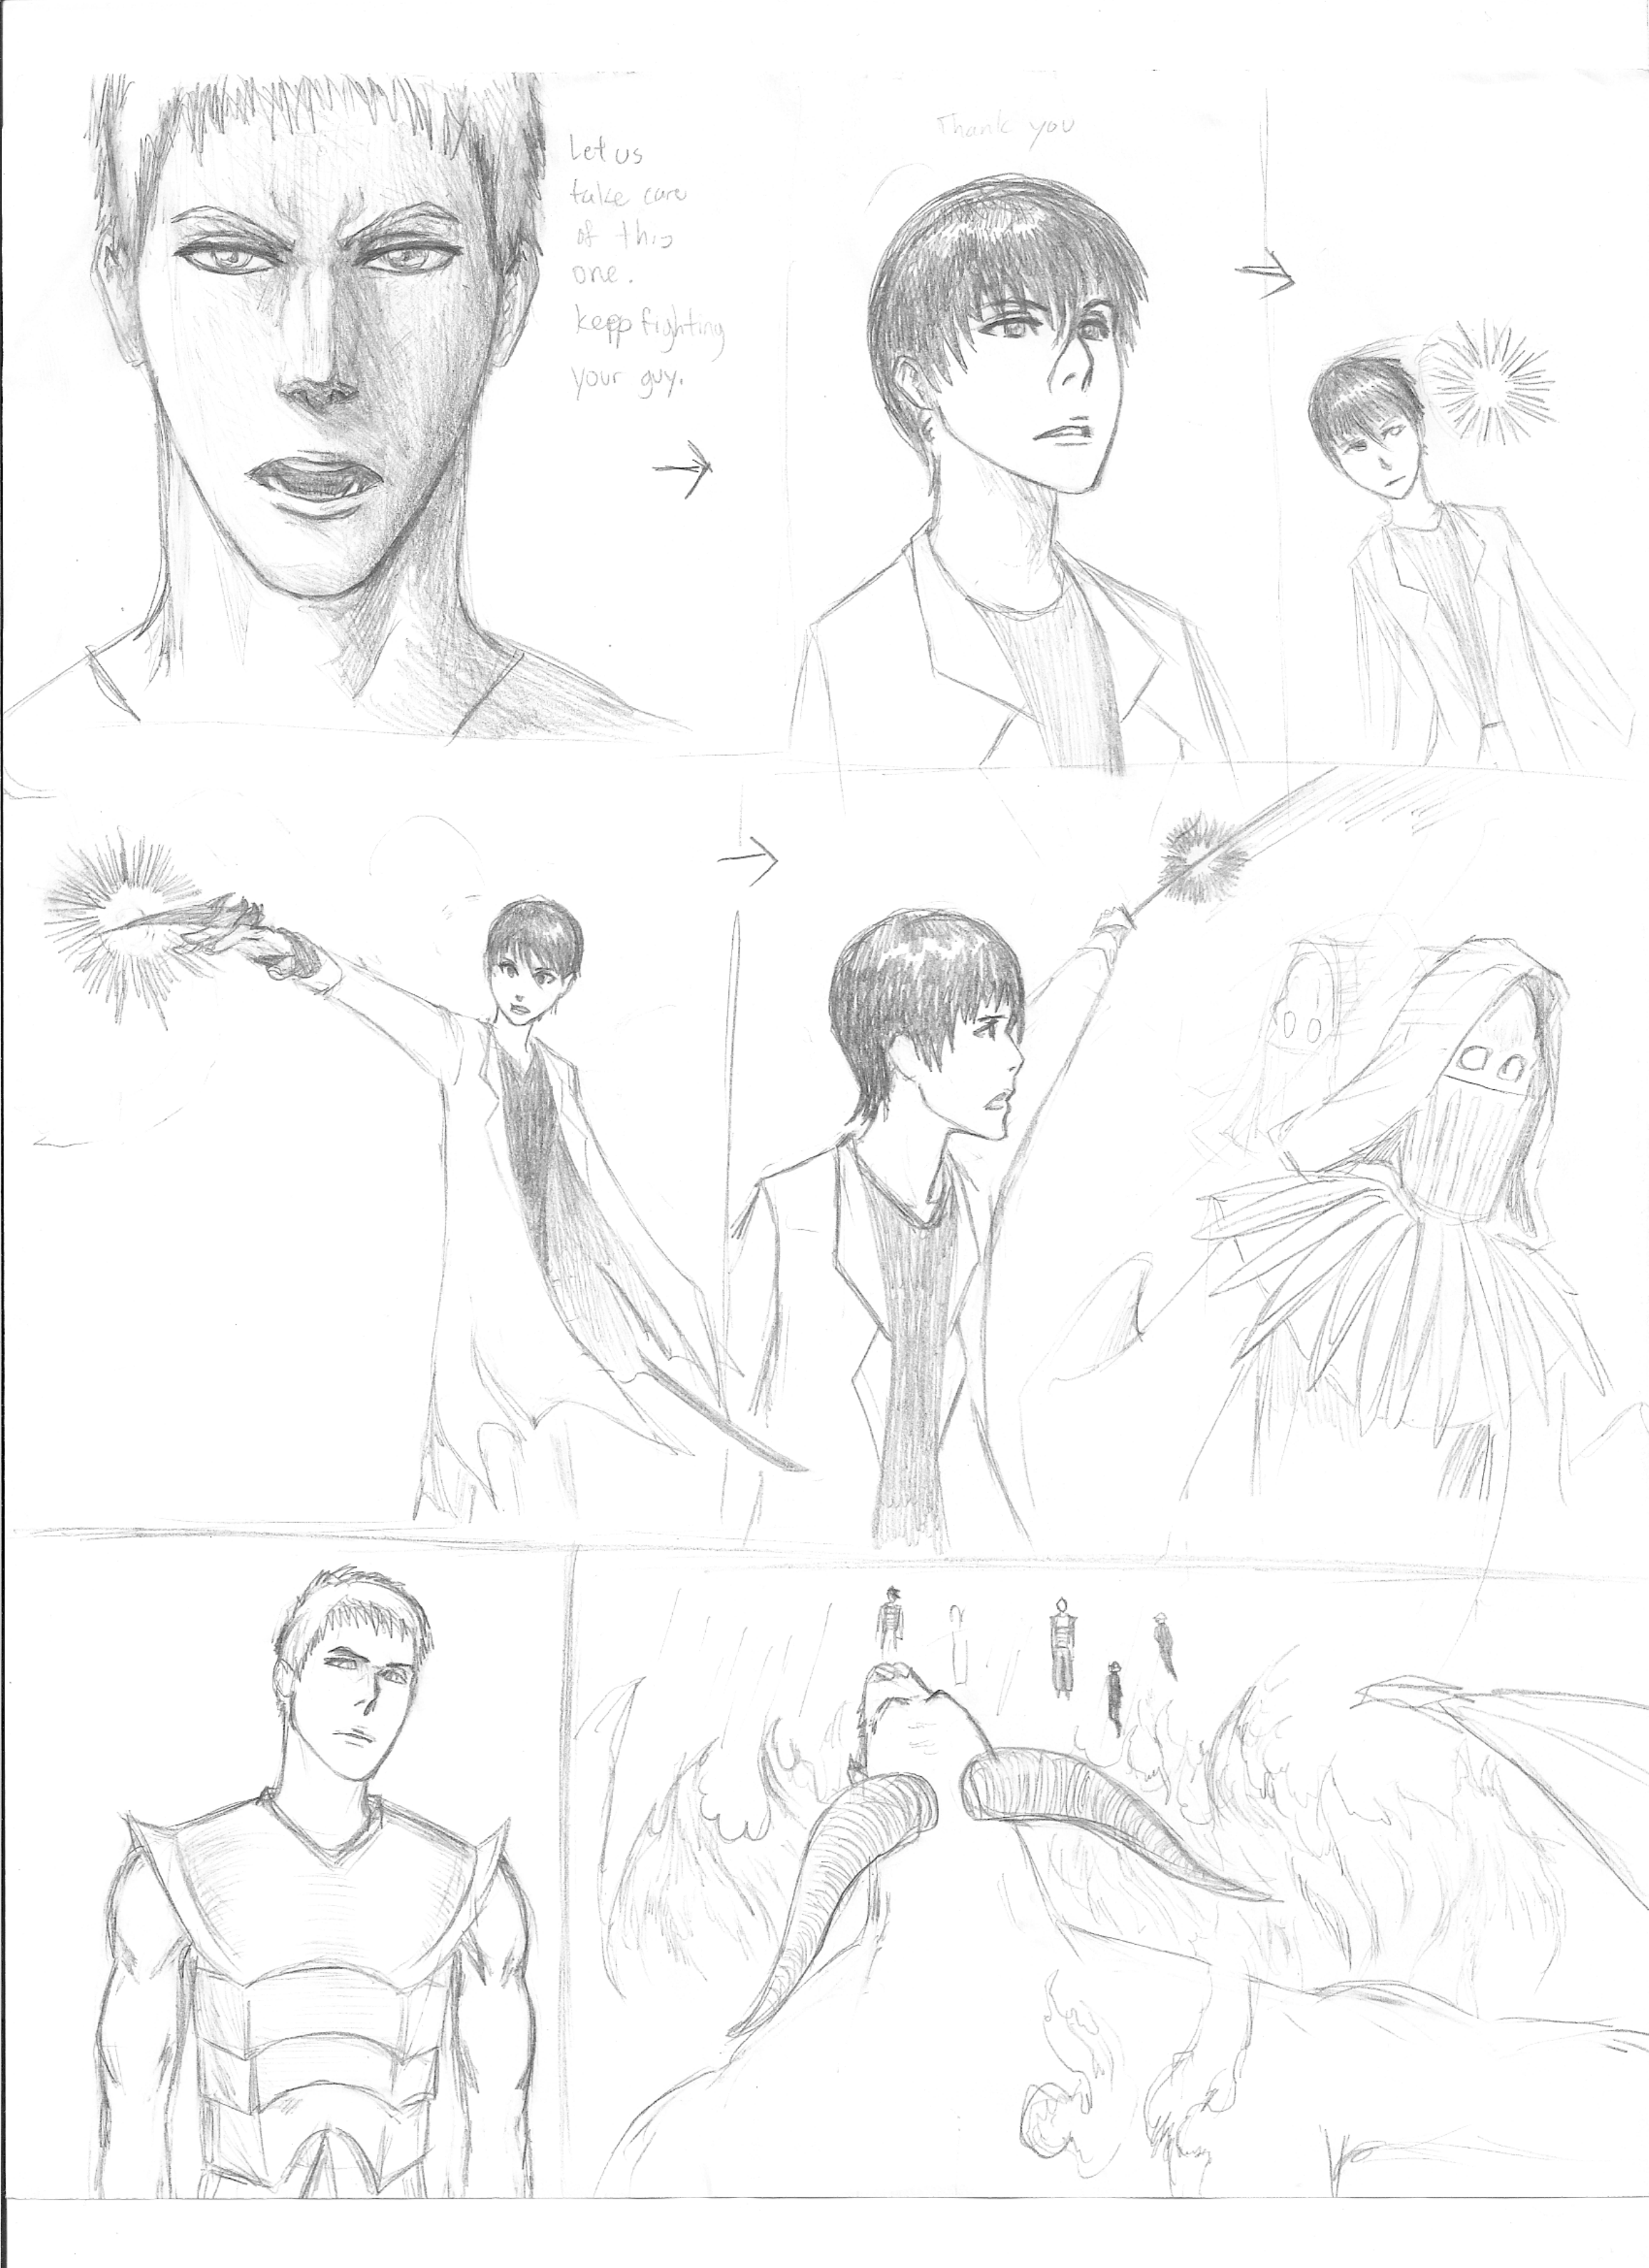 Let us
take care
of this
one.
kepp fighting
your guy.
Thank you